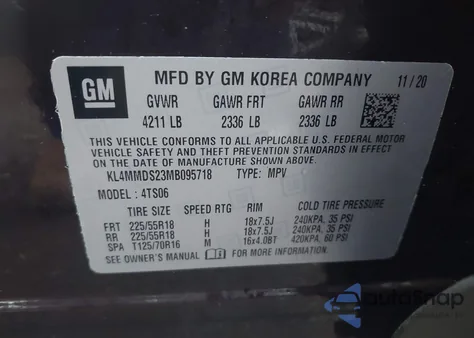 GM
MFD BY GM KOREA COMPANY 11/20
GVWR GAWR FRT GAWR RR
4211 LB 2336 LB 2336 LB
THIS VEHICLE CONFORMS TO ALL APPLICABLE U.S. FEDERAL MOTOR
VEHICLE SAFETY AND THEFT PREVENTION STANDARDS IN EFFECT ON
THE DATE OF MANUFACTURE SHOWN ABOVE.
KL4MMDS23MB095718 TYPE: MPV
MODEL: 4TS06
TIRE SIZE SPEED RTG RIM COLD TIRE PRESSURE
FRT 225/55R18 H 18x7.5J 240KPA, 35 PSI
RR 225/55R18 H 18x7.5J 240KPA, 35 PSI
SPA T125/70R16 M 16x4.0BT 420KPA, 60 PSI
SEE OWNER'S MANUAL FOR MORE INFORMATION.
autosnap